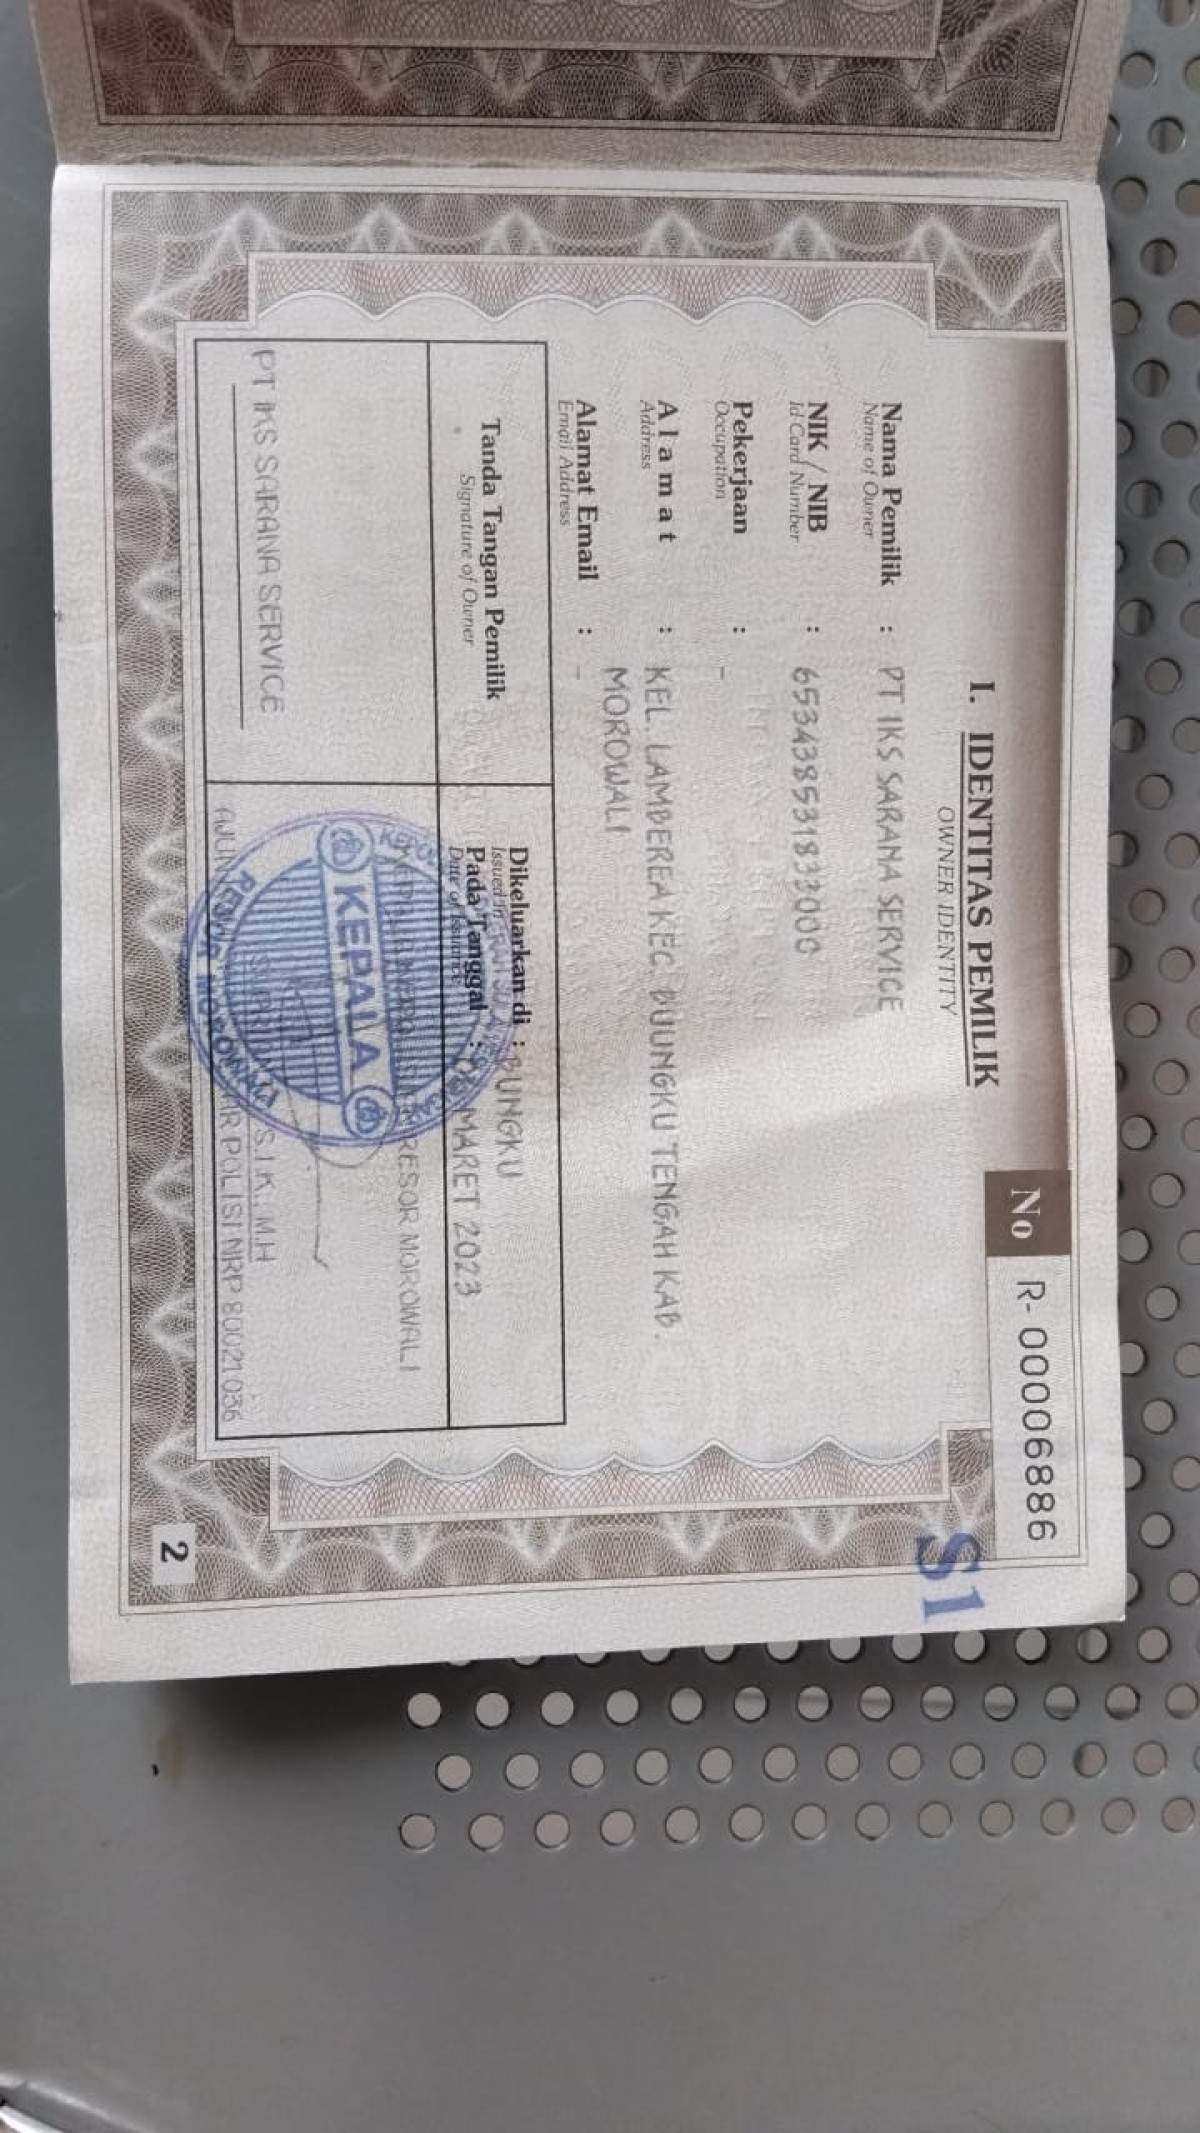 No R-00006886
S1
I. IDENTITAS PEMILIK
OWNER IDENTITY
Nama Pemilik : PT IKS SARANA SERVICE
Name of Owner
NIK / NIB : 6534385318333000
Id Card Number
Pekerjaan : -
Occupation
Alamat : KEL. LAMBEREA KEC. BUUNGKU TENGAH KAB.
Address
MOROWALI
Alamat Email : -
Email Address
Tanda Tangan Pemilik
Signature of Owner
PT IKS SARANA SERVICE
Dikeluarkan di : BUNGKU
Issued in
Pada Tanggal : MARET 2023
Date of Issuance
RESOR MOROWALI
KEPALA
S.I.K., M.H
POLISI NRP 80021036
2